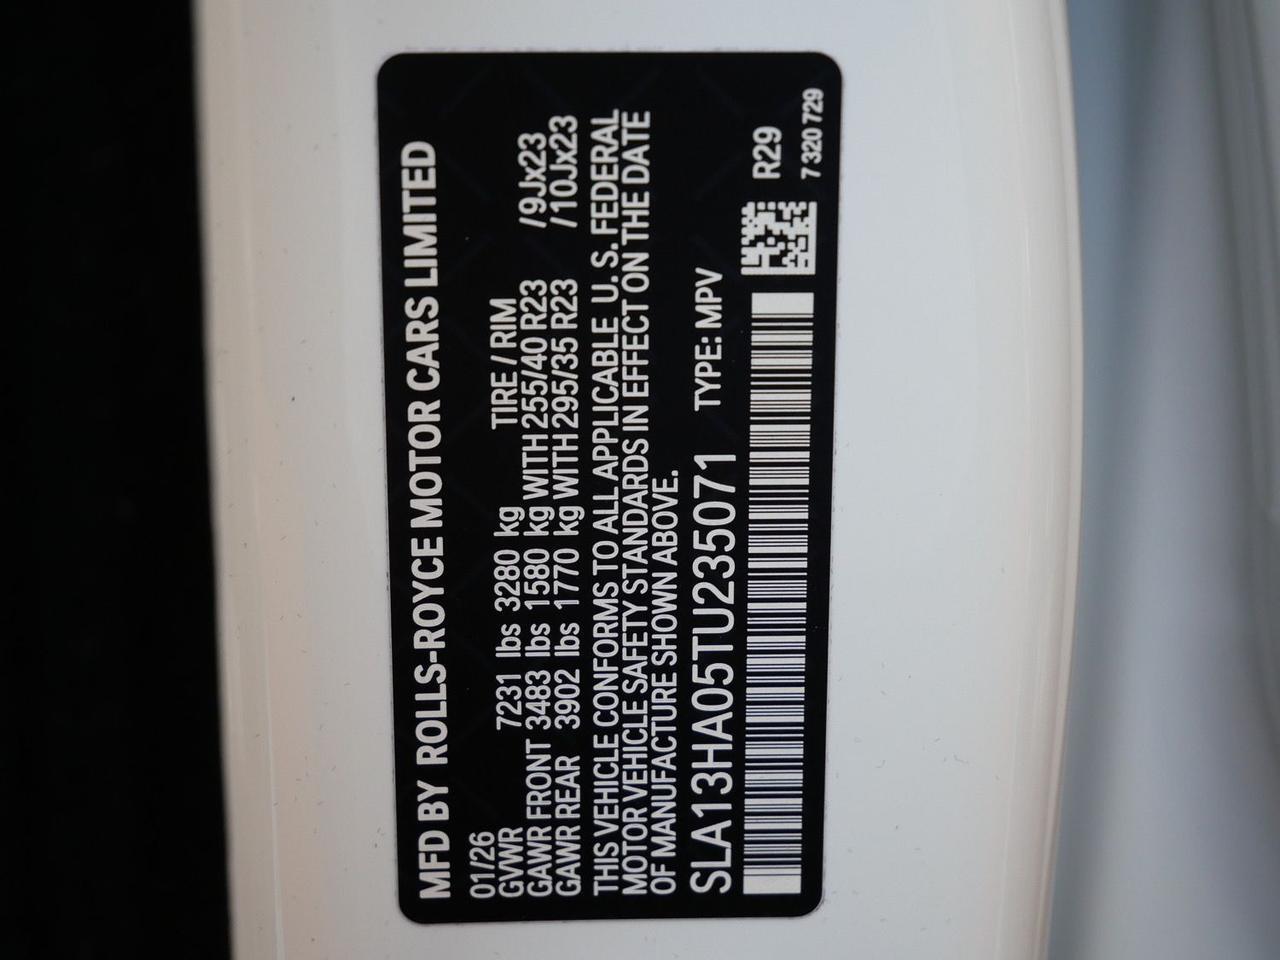 MFD BY ROLLS-ROYCE MOTOR CARS LIMITED
01/26
GVWR 7231 lbs 3280 kg TIRE / RIM
GAWR FRONT 3483 lbs 1580 kg WITH 255/40 R23 /9Jx23
GAWR REAR 3902 lbs 1770 kg WITH 295/35 R23 /10Jx23
THIS VEHICLE CONFORMS TO ALL APPLICABLE U.S. FEDERAL
MOTOR VEHICLE SAFETY STANDARDS IN EFFECT ON THE DATE
OF MANUFACTURE SHOWN ABOVE.
SLA13HA05TU235071 TYPE: MPV
R29
7 320 729